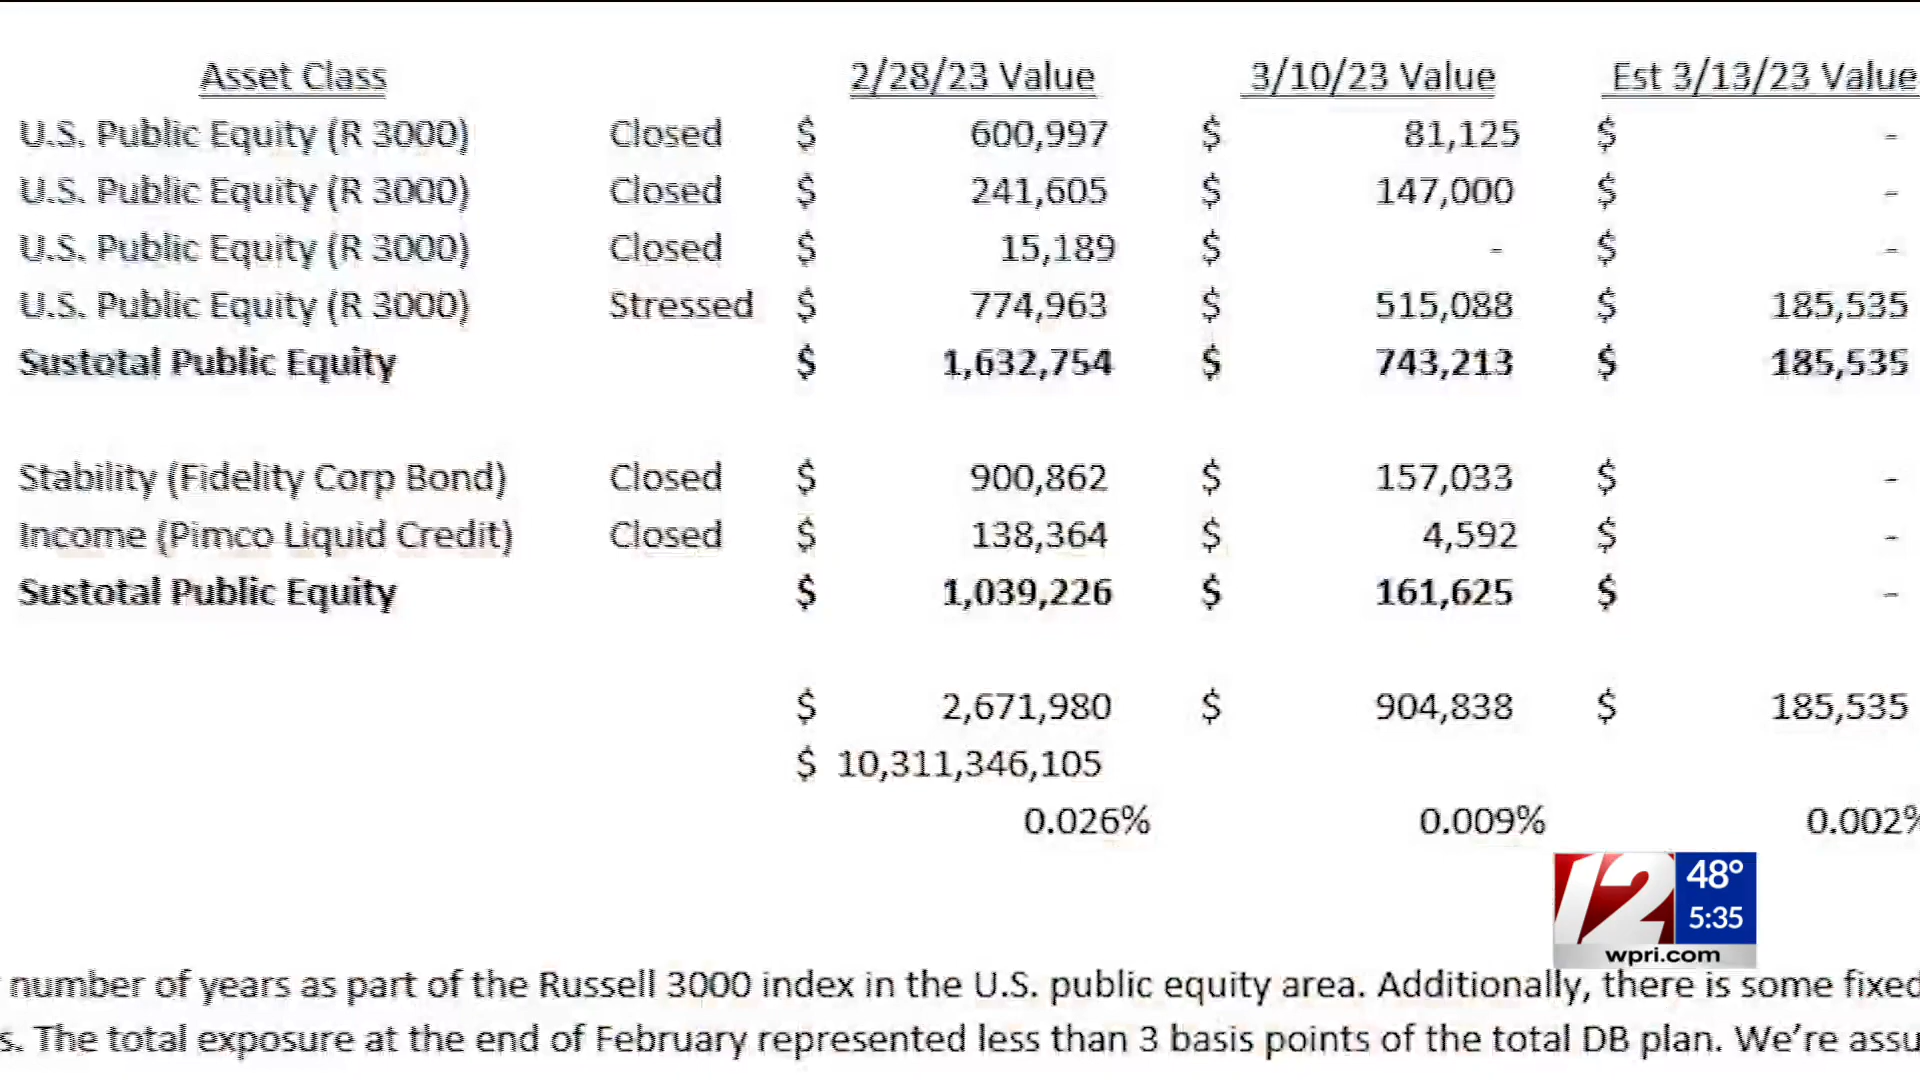 Asset Class 2/28/23 Value 3/10/23 Value Est 3/13/23 Value
U.S. Public Equity (R 3000) Closed $ 600,997 $ 81,125 $ -
U.S. Public Equity (R 3000) Closed $ 241,605 $ 147,000 $ -
U.S. Public Equity (R 3000) Closed $ 15,189 $ - $ -
U.S. Public Equity (R 3000) Stressed $ 774,963 $ 515,088 $ 185,535
Sustotal Public Equity $ 1,632,754 $ 743,213 $ 185,535
Stability (Fidelity Corp Bond) Closed $ 900,862 $ 157,033 $ -
Income (Pimco Liquid Credit) Closed $ 138,364 $ 4,592 $ -
Sustotal Public Equity $ 1,039,226 $ 161,625 $ -
$ 2,671,980 $ 904,838 $ 185,535
$ 10,311,346,105
0.026% 0.009% 0.002%
12 48°
5:35
wpri.com
number of years as part of the Russell 3000 index in the U.S. public equity area. Additionally, there is some fixed
s. The total exposure at the end of February represented less than 3 basis points of the total DB plan. We're assu